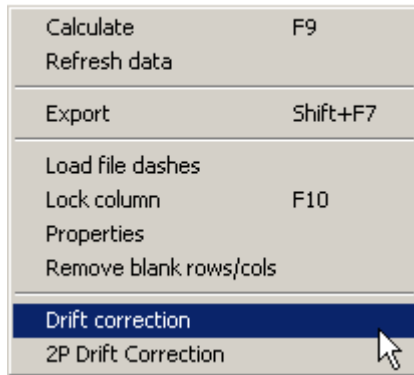 Calculate F9
Refresh data
Export Shift+F7
Load file dashes
Lock column F10
Properties
Remove blank rows/cols
Drift correction
2P Drift Correction